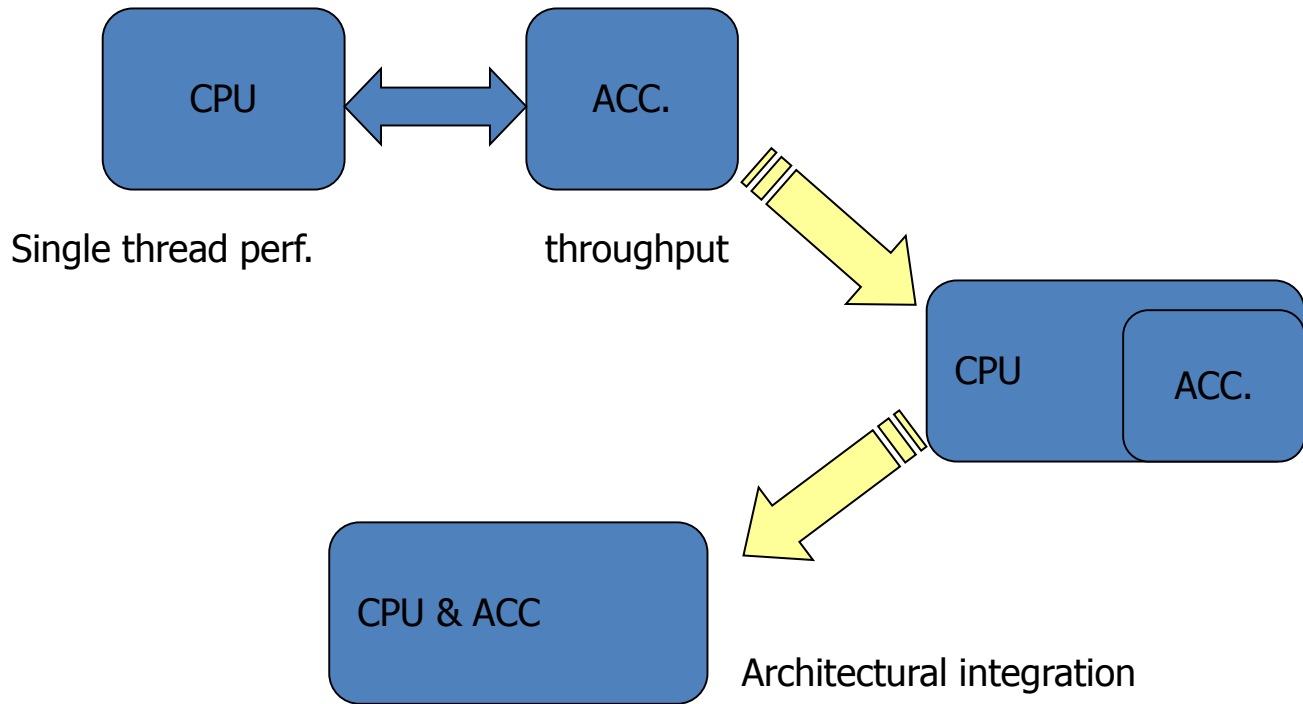 CPU
ACC.
Single thread perf.
throughput
CPU
ACC.
CPU & ACC
Architectural integration